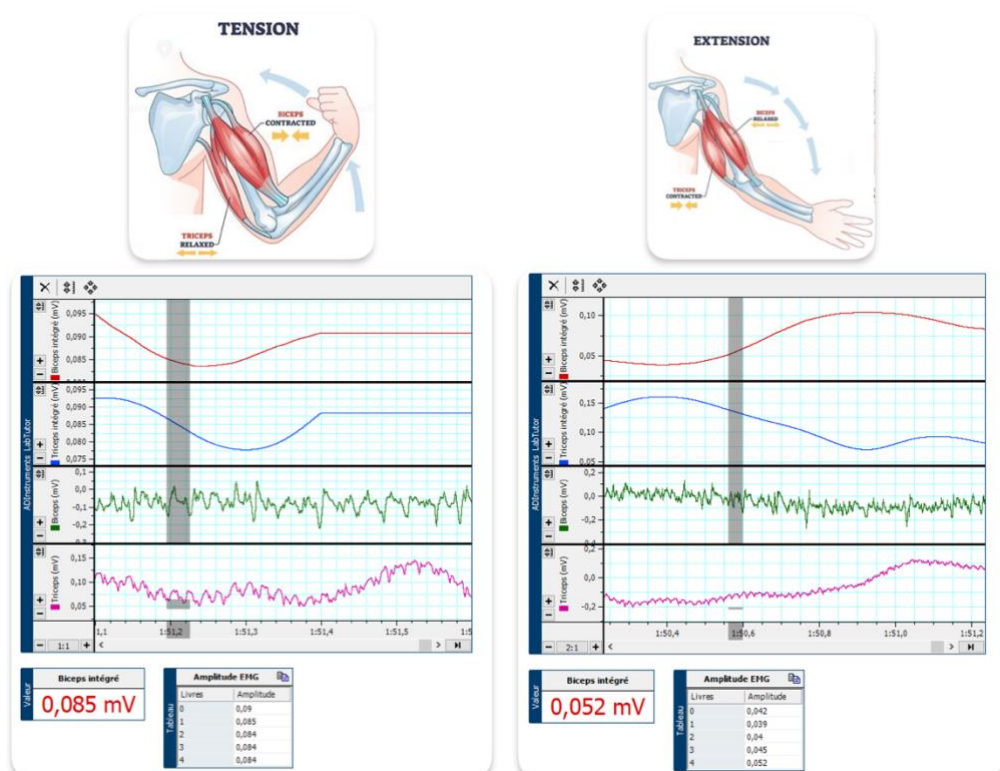 TENSION
BICEPS
CONTRACTED
TRICEPS
RELAXED
EXTENSION
BICEPS
RELAXED
TRICEPS
CONTRACTED
ADInstruments LabTutor
Biceps intégré (mV)
0,095
0,090
0,085
Triceps intégré (mV)
0,095
0,090
0,085
0,080
0,075
Biceps (mV)
0,1
0,0
-0,1
-0,2
Triceps (mV)
0,15
0,10
0,05
1:1
1,1
1:51,2
1:51,3
1:51,4
1:51,5
Valeur
Biceps intégré
0,085 mV
Tableau
Amplitude EMG
Livres Amplitude
0 0,09
1 0,085
2 0,084
3 0,084
4 0,084
ADInstruments LabTutor
Biceps intégré (mV)
0,10
0,05
Triceps intégré (mV)
0,15
0,10
0,05
Biceps (mV)
0,2
0,0
-0,2
Triceps (mV)
0,2
0,0
-0,2
2:1
1:50,4
1:50,6
1:50,8
1:51,0
1:51,2
Valeur
Biceps intégré
0,052 mV
Tableau
Amplitude EMG
Livres Amplitude
0 0,042
1 0,039
2 0,04
3 0,045
4 0,052